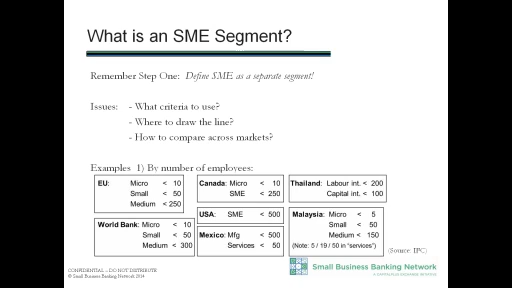 What is an SME Segment?
Remember Step One: Define SME as a separate segment!
Issues: - What criteria to use?
- Where to draw the line?
- How to compare across markets?
Examples 1) By number of employees:
EU: Micro < 10
Small < 50
Medium < 250
World Bank: Micro < 10
Small < 50
Medium < 300
Canada: Micro < 10
SME < 250
USA: SME < 500
Mexico: Mfg < 500
Services < 50
Thailand: Labour int. < 200
Capital int. < 100
Malaysia: Micro < 5
Small < 50
Medium < 150
(Note: 5 / 19 / 50 in "services")
(Source: IFC)
CONFIDENTIAL – DO NOT DISTRIBUTE
© Small Business Banking Network 2014
Small Business Banking Network